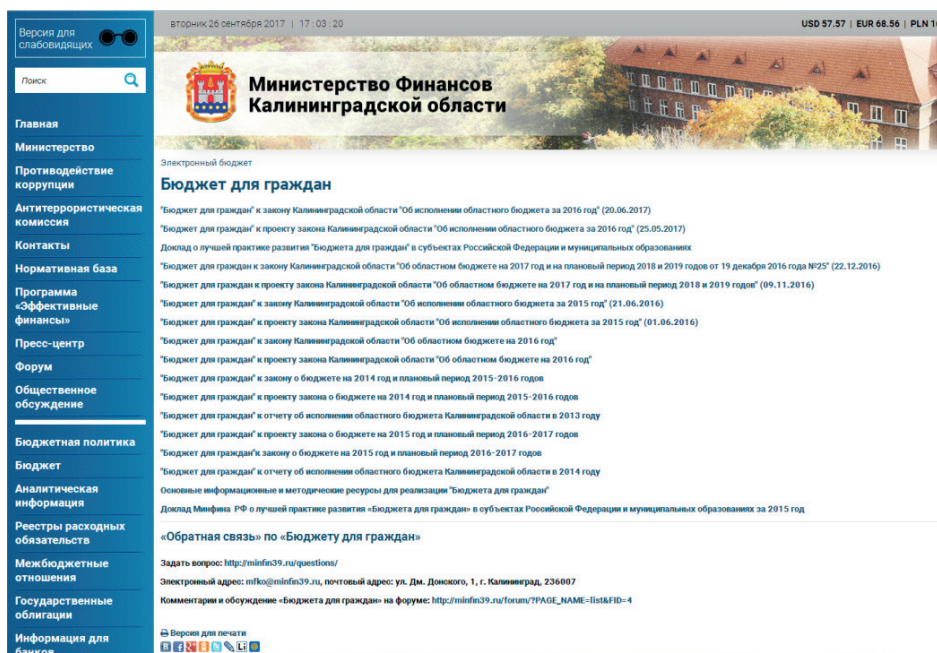 Версия для
слабовидящих
вторник 26 сентября 2017 | 17:03:20
USD 57.57 | EUR 68.56 | PLN
Поиск
Министерство Финансов
Калининградской области
Главная
Министерство
Противодействие
коррупции
Антитеррористическая
комиссия
Контакты
Нормативная база
Программа
«Эффективные
финансы»
Пресс-центр
Форум
Общественное
обсуждение
Бюджетная политика
Бюджет
Аналитическая
информация
Реестры расходных
обязательств
Межбюджетные
отношения
Государственные
облигации
Информация для
банков
Электронный бюджет
Бюджет для граждан
"Бюджет для граждан" к закону Калининградской области "Об исполнении областного бюджета за 2016 год" (20.06.2017)
"Бюджет для граждан" к проекту закона Калининградской области "Об исполнении областного бюджета за 2016 год" (25.05.2017)
Доклад о лучшей практике развития "Бюджета для граждан" в субъектах Российской Федерации и муниципальных образованиях
"Бюджет для граждан к закону Калининградской области "Об областном бюджете на 2017 год и на плановый период 2018 и 2019 годов от 19 декабря 2016 года №25" (22.12.2016)
"Бюджет для граждан к проекту закона Калининградской области "Об областном бюджете на 2017 год и на плановый период 2018 и 2019 годов" (09.11.2016)
"Бюджет для граждан" к закону Калининградской области "Об исполнении областного бюджета за 2015 год" (21.06.2016)
"Бюджет для граждан" к проекту закона Калининградской области "Об исполнении областного бюджета за 2015 год" (01.06.2016)
"Бюджет для граждан" к закону Калининградской области "Об областном бюджете на 2016 год"
"Бюджет для граждан" к проекту закона Калининградской области "Об областном бюджете на 2016 год"
"Бюджет для граждан" к закону о бюджете на 2014 год и плановый период 2015-2016 годов
"Бюджет для граждан" к проекту закона о бюджете на 2014 год и плановый период 2015-2016 годов
"Бюджет для граждан" к отчету об исполнении областного бюджета Калининградской области в 2013 году
"Бюджет для граждан" к проекту закона о бюджете на 2015 год и плановый период 2016-2017 годов
"Бюджет для граждан"к закону о бюджете на 2015 год и плановый период 2016-2017 годов
"Бюджет для граждан" к отчету об исполнении областного бюджета Калининградской области в 2014 году
Основные информационные и методические ресурсы для реализации "Бюджета для граждан"
Доклад Минфина РФ о лучшей практике развития «Бюджета для граждан» в субъектах Российской Федерации и муниципальных образованиях за 2015 год
«Обратная связь» по «Бюджету для граждан»
Задать вопрос: http://minfin39.ru/questions/
Электронный адрес: mfko@minfin39.ru, почтовый адрес: ул. Дм. Донского, 1, г. Калининград, 236007
Комментарии и обсуждение «Бюджета для граждан» на форуме: http://minfin39.ru/forum/?PAGE_NAME=list&FID=4
Версия для печати